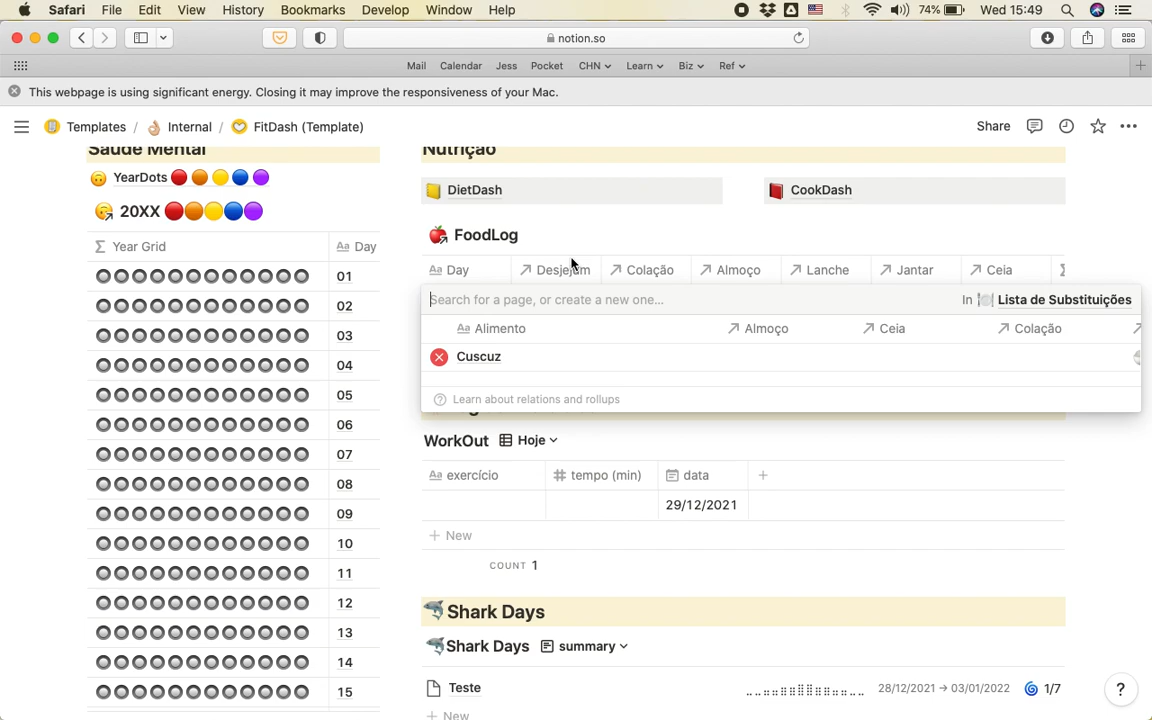 Safari File Edit View History Bookmarks Develop Window Help 74% Wed 15:49
notion.so
Mail Calendar Jess Pocket CHN Learn Biz Ref
This webpage is using significant energy. Closing it may improve the responsiveness of your Mac.
Templates / Internal / FitDash (Template) Share
Saúde Mental
YearDots
20XX
Year Grid Day
01
02
03
04
05
06
07
08
09
10
11
12
13
14
15
Nutrição
DietDash CookDash
FoodLog
Day Desjejum Colação Almoço Lanche Jantar Ceia
Search for a page, or create a new one... In Lista de Substituições
Alimento Almoço Ceia Colação
Cuscuz
Learn about relations and rollups
WorkOut Hoje
exercício tempo (min) data
29/12/2021
New
COUNT 1
Shark Days
Shark Days summary
Teste 28/12/2021 → 03/01/2022 1/7
New